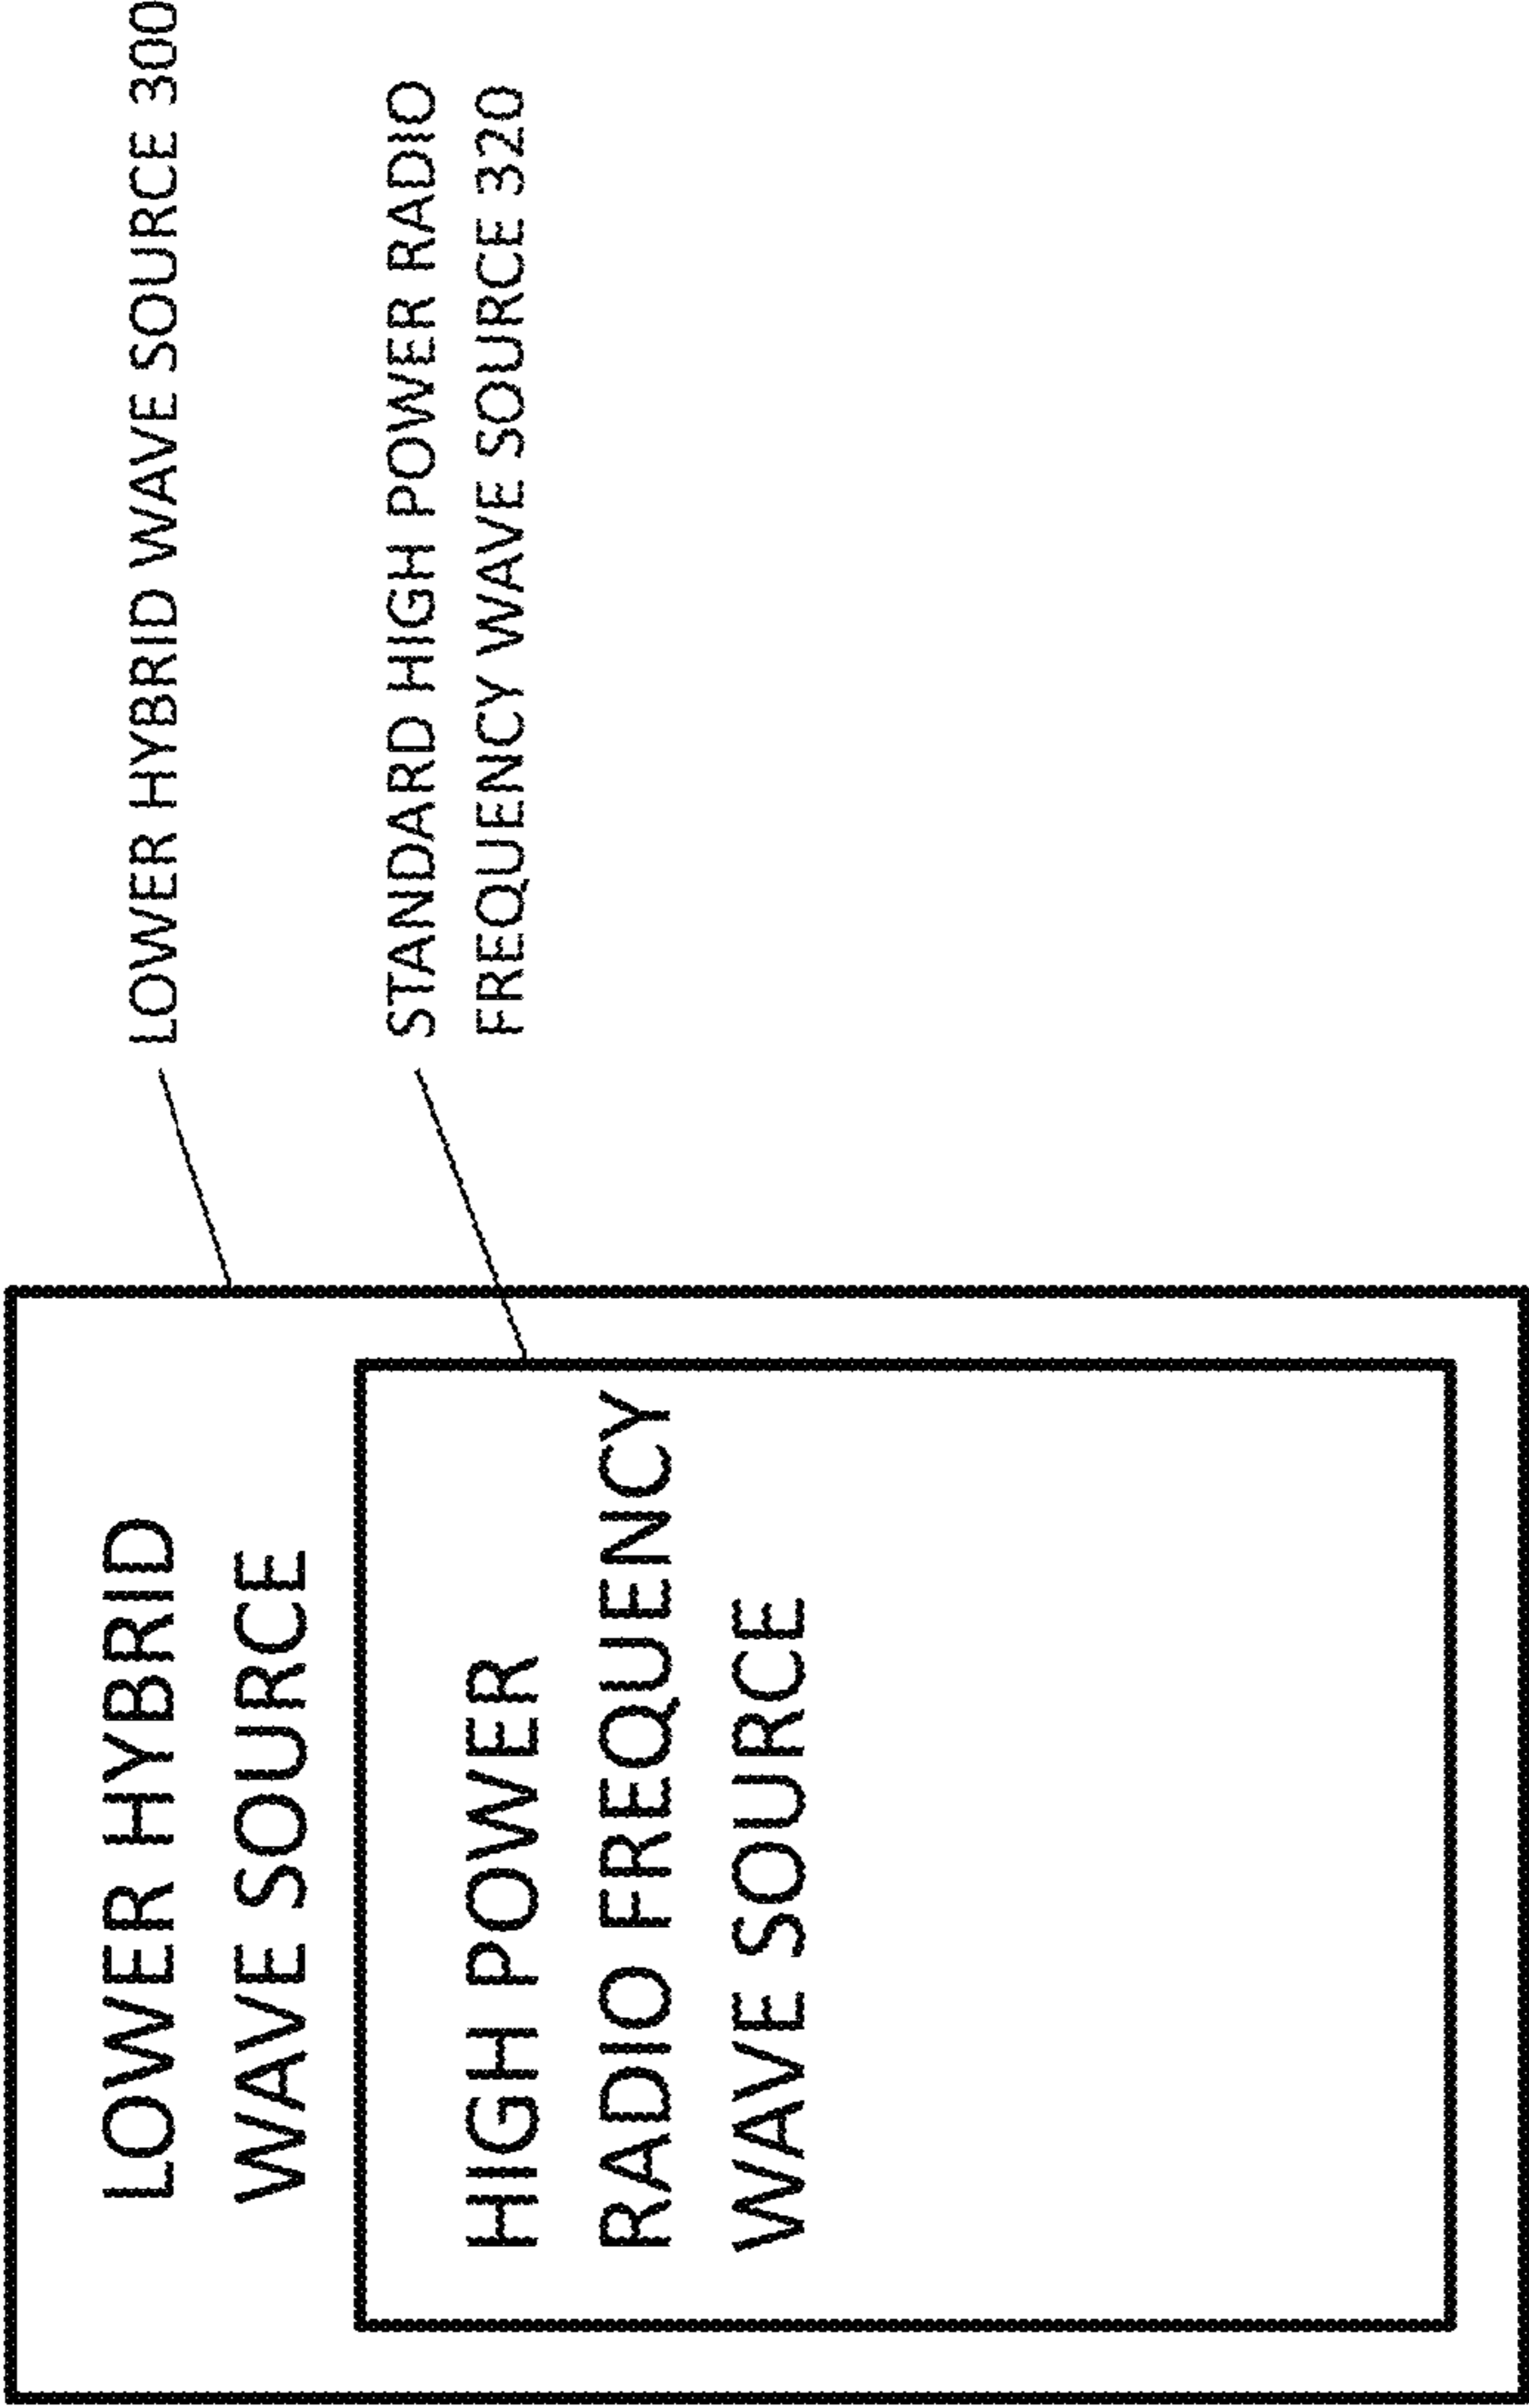 LOWER HYBRID
WAVE SOURCE
HIGH POWER
RADIO FREQUENCY
WAVE SOURCE
LOWER HYBRID WAVE SOURCE 300
STANDARD HIGH POWER RADIO
FREQUENCY WAVE SOURCE 320